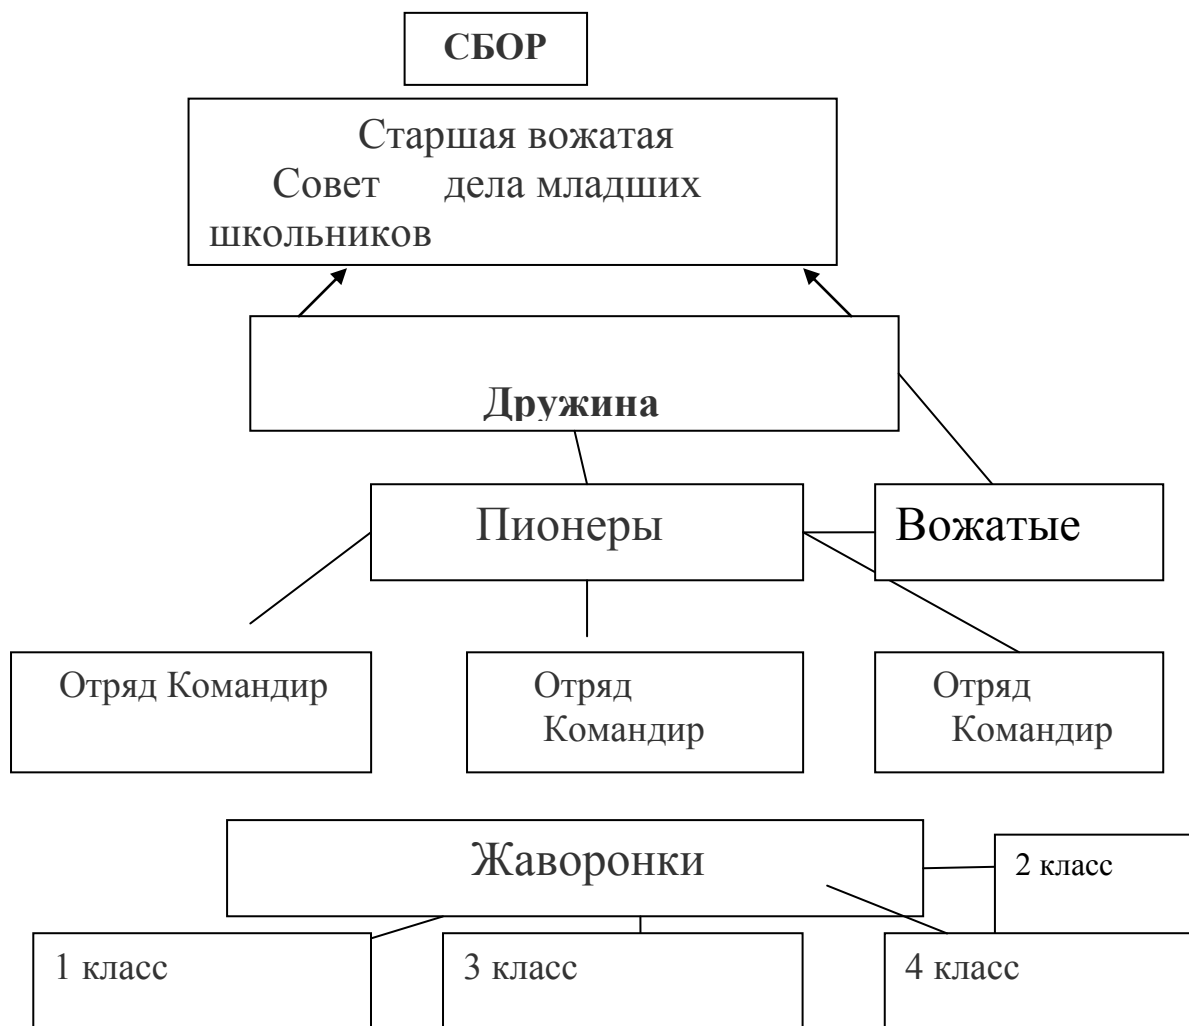 СБОР
Старшая вожатая
Совет дела младших
школьников
Дружина
Пионеры
Вожатые
Отряд Командир
Отряд
Командир
Отряд
Командир
Жаворонки
2 класс
1 класс
3 класс
4 класс